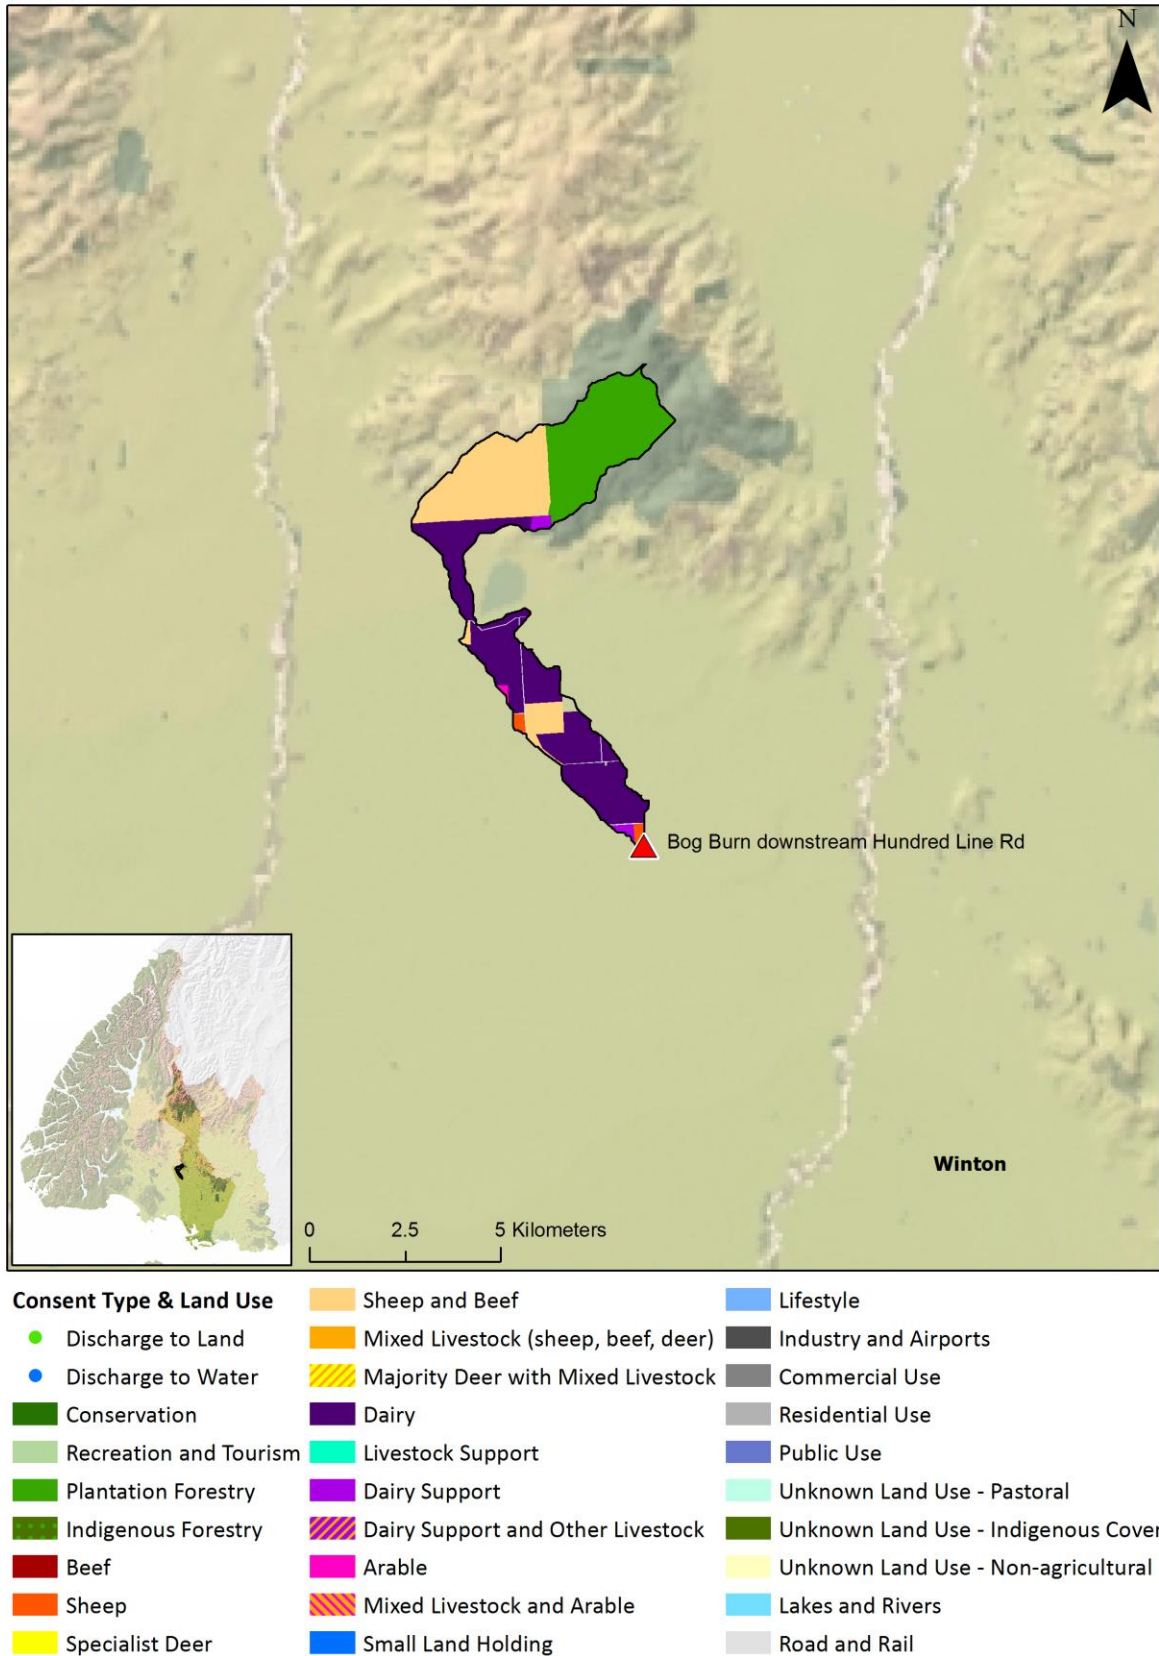 N
Bog Burn downstream Hundred Line Rd
Winton
0 2.5 5 Kilometers
Consent Type & Land Use
Discharge to Land
Discharge to Water
Conservation
Recreation and Tourism
Plantation Forestry
Indigenous Forestry
Beef
Sheep
Specialist Deer
Sheep and Beef
Mixed Livestock (sheep, beef, deer)
Majority Deer with Mixed Livestock
Dairy
Livestock Support
Dairy Support
Dairy Support and Other Livestock
Arable
Mixed Livestock and Arable
Small Land Holding
Lifestyle
Industry and Airports
Commercial Use
Residential Use
Public Use
Unknown Land Use - Pastoral
Unknown Land Use - Indigenous Cover
Unknown Land Use - Non-agricultural
Lakes and Rivers
Road and Rail